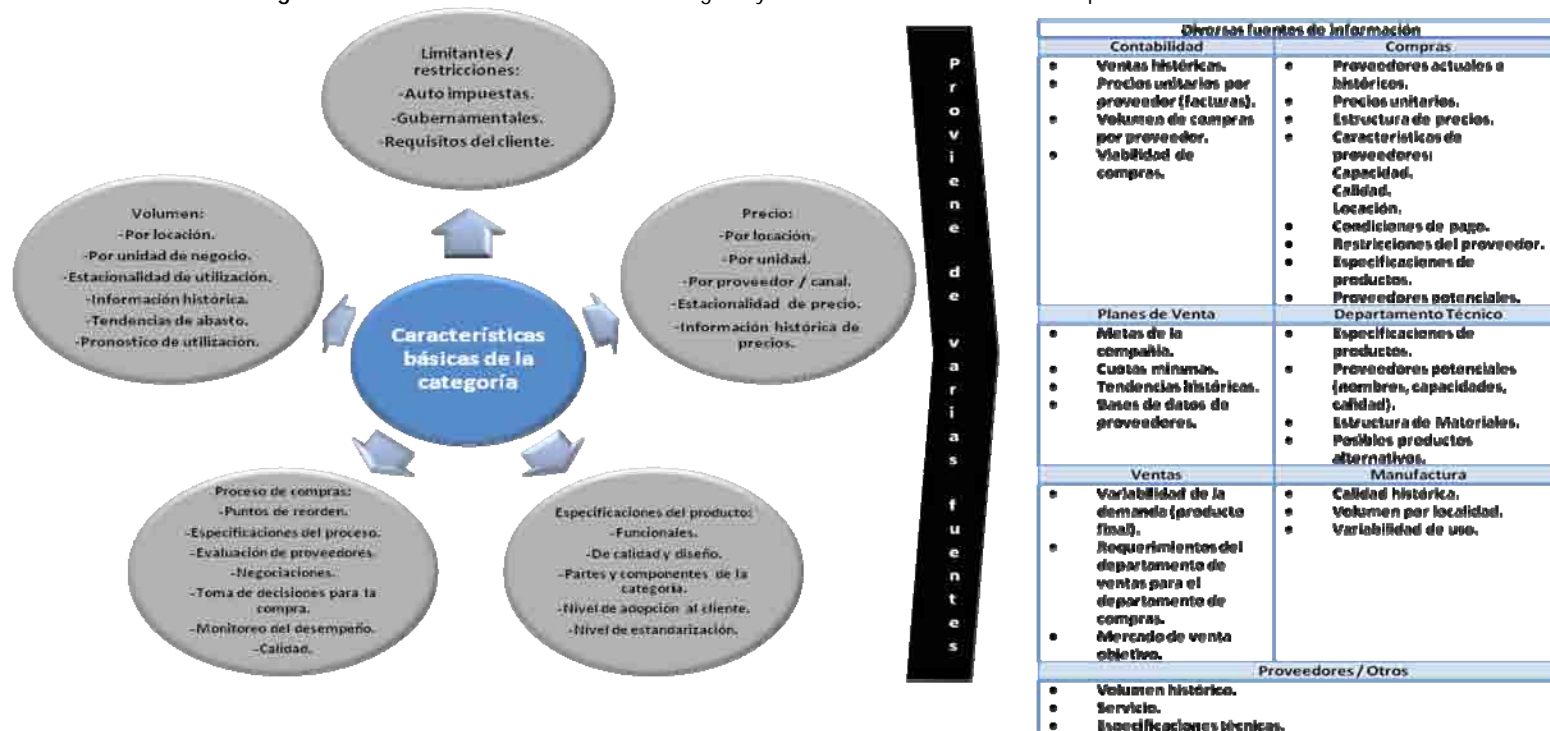 Limitantes /
restricciones:
-Auto impuestas.
-Gubernamentales.
-Requisitos del cliente.
Volumen:
-Por locación.
-Por unidad de negocio.
-Estacionalidad de utilización.
-Información histórica.
-Tendencias de abasto.
-Pronostico de utilización.
Precio:
-Por locación.
-Por unidad.
-Por proveedor / canal.
-Estacionalidad de precio.
-Información histórica de
precios.
Características
básicas de la
categoría
Proceso de compras:
-Puntos de reorden.
-Especificaciones del proceso.
-Evaluación de proveedores.
-Negociaciones.
-Toma de decisiones para la
compra.
-Monitoreo del desempeño.
-Calidad.
Especificaciones del producto:
-Funcionales.
-De calidad y diseño.
-Partes y componentes de la
categoría.
-Nivel de adopción al cliente.
-Nivel de estandarización.
Proviene de varias fuentes
Diversas fuentes de información
Contabilidad
• Ventas históricas.
• Precios unitarios por
proveedor (facturas).
• Volumen de compras
por proveedor.
• Viabilidad de
compras.
Compras
• Proveedores actuales e
históricos.
• Precios unitarios.
• Estructura de precios.
• Características de
proveedores:
Capacidad.
Calidad.
Locación.
• Condiciones de pago.
• Restricciones del proveedor.
• Especificaciones de
productos.
• Proveedores potenciales.
Planes de Venta
• Metas de la
compañía.
• Cuotas mínimas.
• Tendencias históricas.
• Bases de datos de
proveedores.
Departamento Técnico
• Especificaciones de
productos.
• Proveedores potenciales
(nombres, capacidades,
calidad).
• Estructura de Materiales.
• Posibles productos
alternativos.
Ventas
• Variabilidad de la
demanda (producto
final).
• Requerimientos del
departamento de
ventas para el
departamento de
compras.
• Mercado de venta
objetivo.
Manufactura
• Calidad histórica.
• Volumen por localidad.
• Variabilidad de uso.
Proveedores / Otros
• Volumen histórico.
• Servicio.
• Especificaciones técnicas.